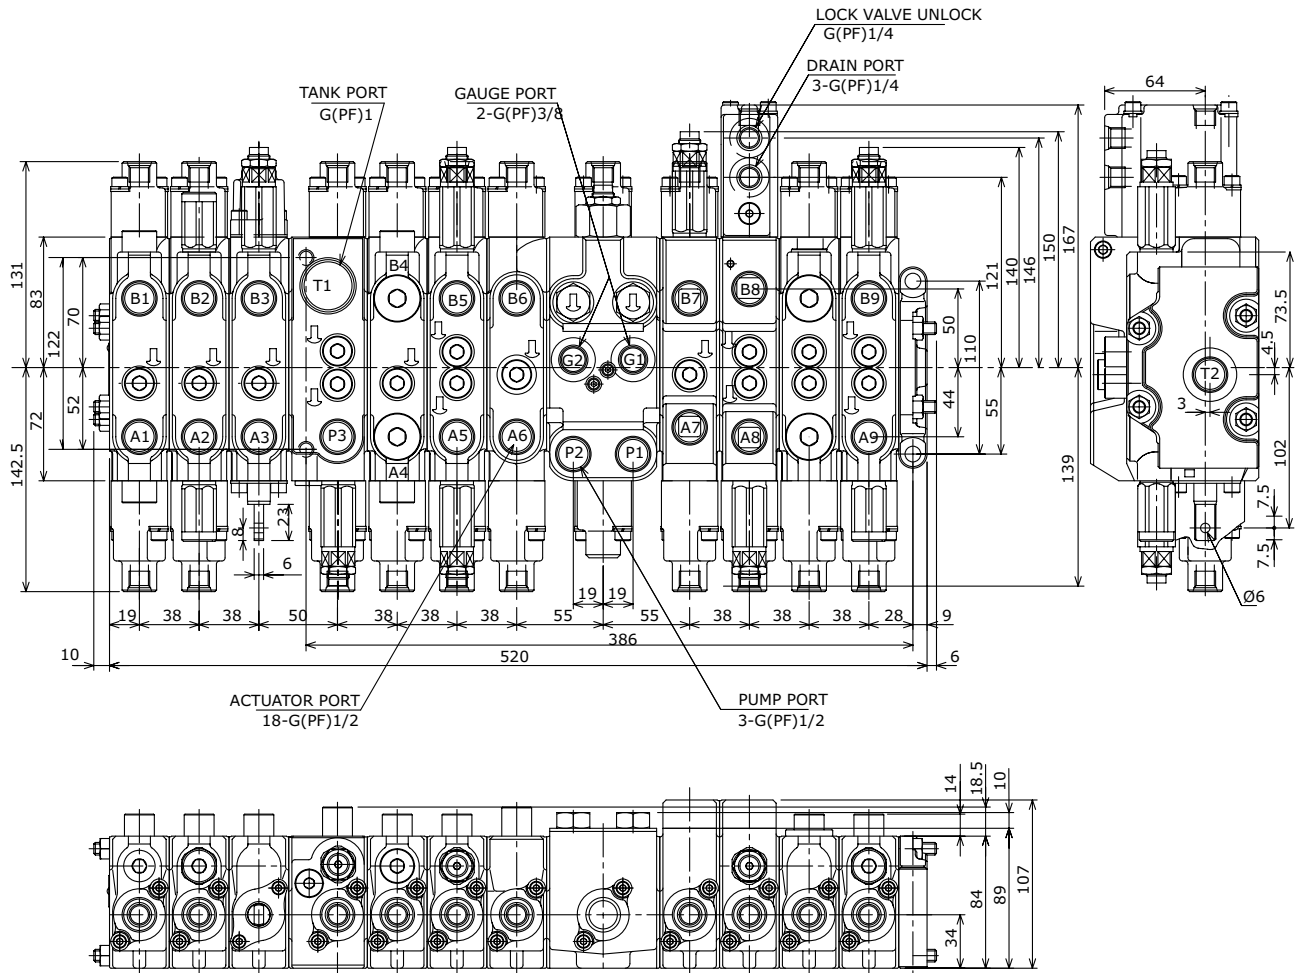 LOCK VALVE UNLOCK
G(PF)1/4
DRAIN PORT
3-G(PF)1/4
TANK PORT
G(PF)1
GAUGE PORT
2-G(PF)3/8
64
131
83
122
70
52
72
142.5
B1
B2
B3
T1
B4
B5
B6
B7
B8
B9
G2
G1
A1
A2
A3
P3
A4
A5
A6
P2
P1
A7
A8
A9
T2
121
140
146
150
167
50
110
44
55
139
73.5
4.5
3
102
7.5
7.5
Ø6
8
23
6
19
19
19
38
38
50
38
38
38
55
55
38
38
38
28
9
386
10
520
6
ACTUATOR PORT
18-G(PF)1/2
PUMP PORT
3-G(PF)1/2
14
18.5
10
34
84
89
107